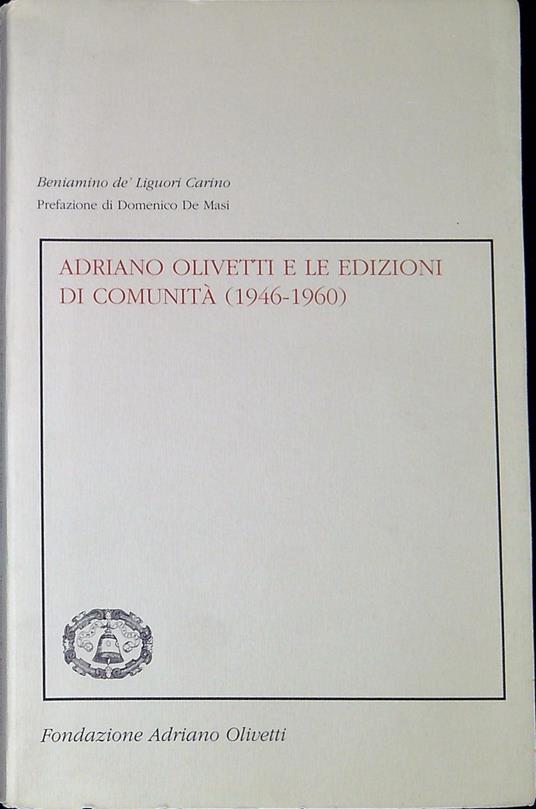 Beniamino de' Liguori Carino
Prefazione di Domenico De Masi
ADRIANO OLIVETTI E LE EDIZIONI
DI COMUNITÀ (1946-1960)
Fondazione Adriano Olivetti